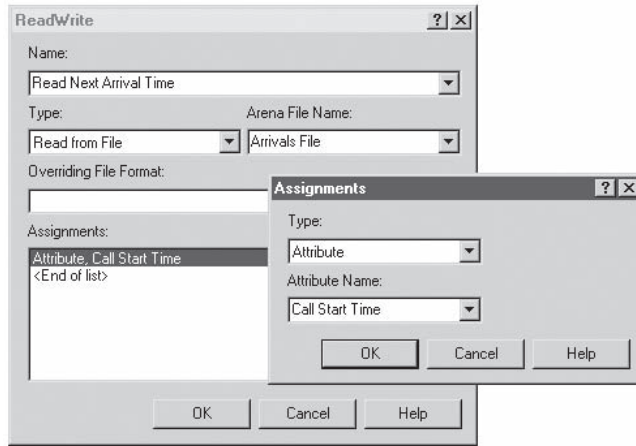 ReadWrite
Name:
Read Next Arrival Time
Type:
Arena File Name:
Read from File
Arrivals File
Overriding File Format:
Assignments:
Attribute, Call Start Time
<End of list>
OK
Cancel
Help
Assignments
Type:
Attribute
Attribute Name:
Call Start Time
OK
Cancel
Help